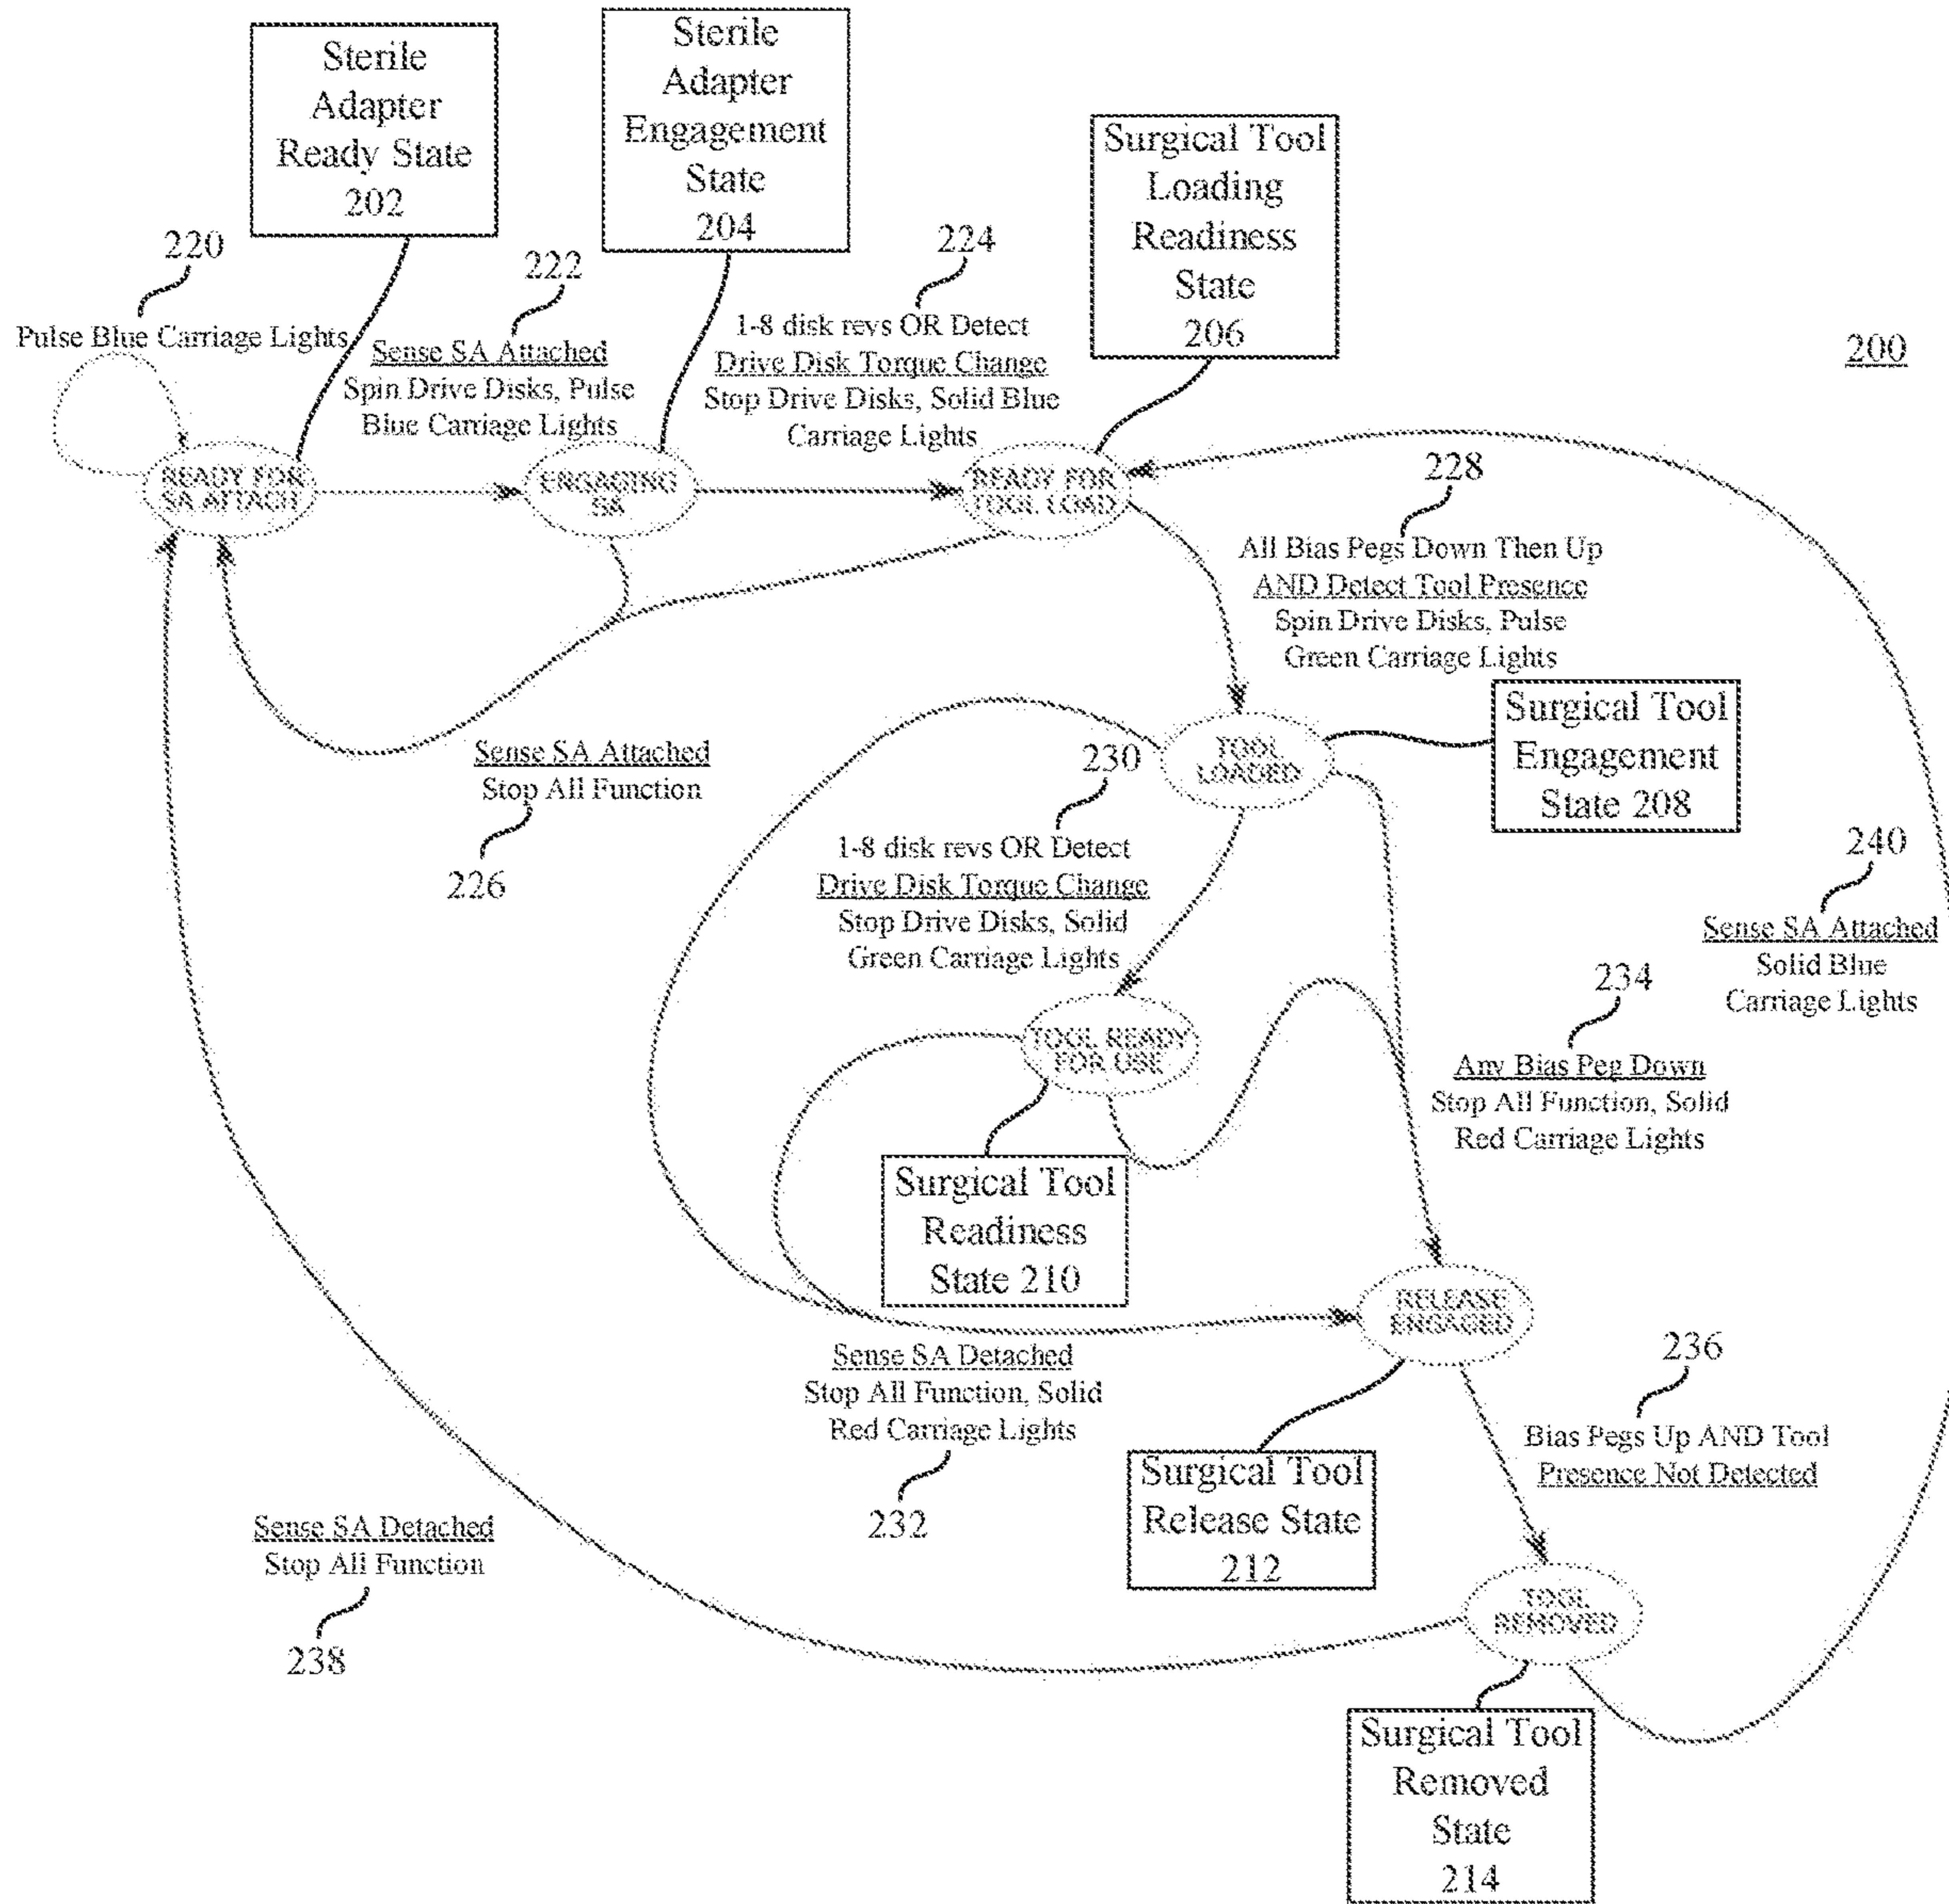 Sterile
Adapter
Ready State
202
Sterile
Adapter
Engagement
State
204
Surgical Tool
Loading
Readiness
State
206
200
220
Pulse Blue Carriage Lights
222
Sense SA Attached
Spin Drive Disks, Pulse
Blue Carriage Lights
224
1-8 disk revs OR Detect
Drive Disk Torque Change
Stop Drive Disks, Solid Blue
Carriage Lights
READY FOR
SA ATTACH
ENGAGING
SA
READY FOR
TOOL LOAD
228
All Bias Pegs Down Then Up
AND Detect Tool Presence
Spin Drive Disks, Pulse
Green Carriage Lights
Sense SA Attached
Stop All Function
226
TOOL
LOADED
Surgical Tool
Engagement
State 208
230
1-8 disk revs OR Detect
Drive Disk Torque Change
Stop Drive Disks, Solid
Green Carriage Lights
240
Sense SA Attached
Solid Blue
Carriage Lights
TOOL READY
FOR USE
234
Any Bias Peg Down
Stop All Function, Solid
Red Carriage Lights
Surgical Tool
Readiness
State 210
RELEASE
ENGAGED
Sense SA Detached
Stop All Function, Solid
Red Carriage Lights
232
236
Bias Pegs Up AND Tool
Presence Not Detected
Surgical Tool
Release State
212
Sense SA Detached
Stop All Function
238
TOOL
REMOVED
Surgical Tool
Removed
State
214